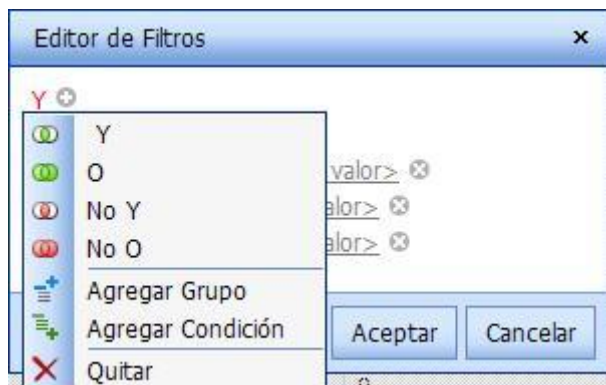 Editor de Filtros
Y
Y
O
valor>
No Y
alor>
No O
alor>
Agregar Grupo
Agregar Condición
Aceptar Cancelar
Quitar